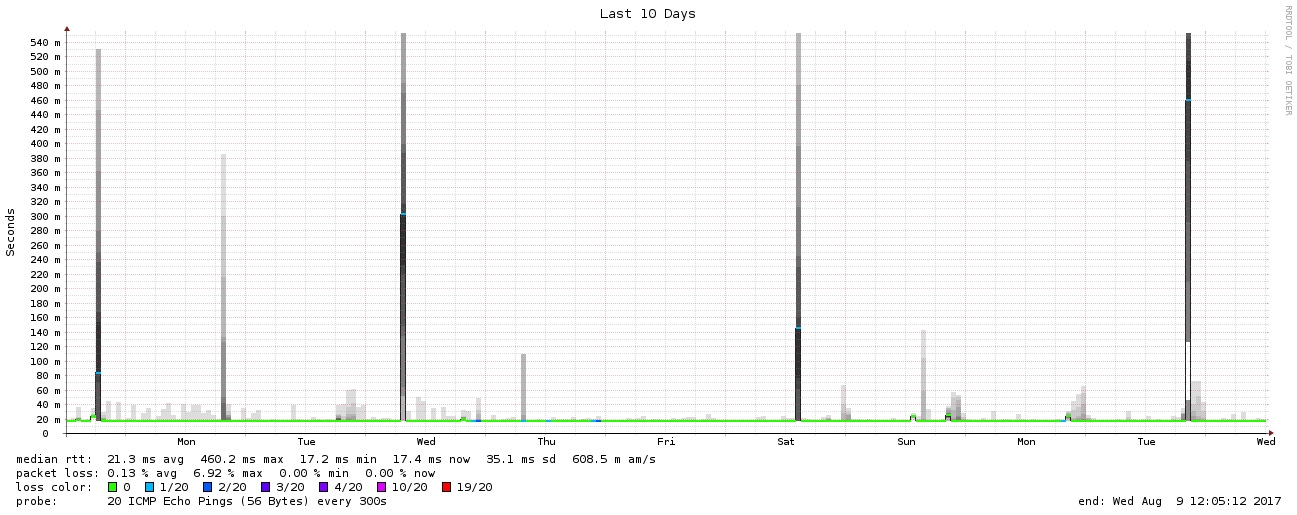 Last 10 Days
RRDTOOL / TOBI OETIKER
Seconds
540 m
520 m
500 m
480 m
460 m
440 m
420 m
400 m
380 m
360 m
340 m
320 m
300 m
280 m
260 m
240 m
220 m
200 m
180 m
160 m
140 m
120 m
100 m
80 m
60 m
40 m
20 m
0
Mon Tue Wed Thu Fri Sat Sun Mon Tue Wed
median rtt: 21.3 ms avg 460.2 ms max 17.2 ms min 17.4 ms now 35.1 ms sd 608.5 m am/s
packet loss: 0.13 % avg 6.92 % max 0.00 % min 0.00 % now
loss color: 0 1/20 2/20 3/20 4/20 10/20 19/20
probe: 20 ICMP Echo Pings (56 Bytes) every 300s end: Wed Aug 9 12:05:12 2017